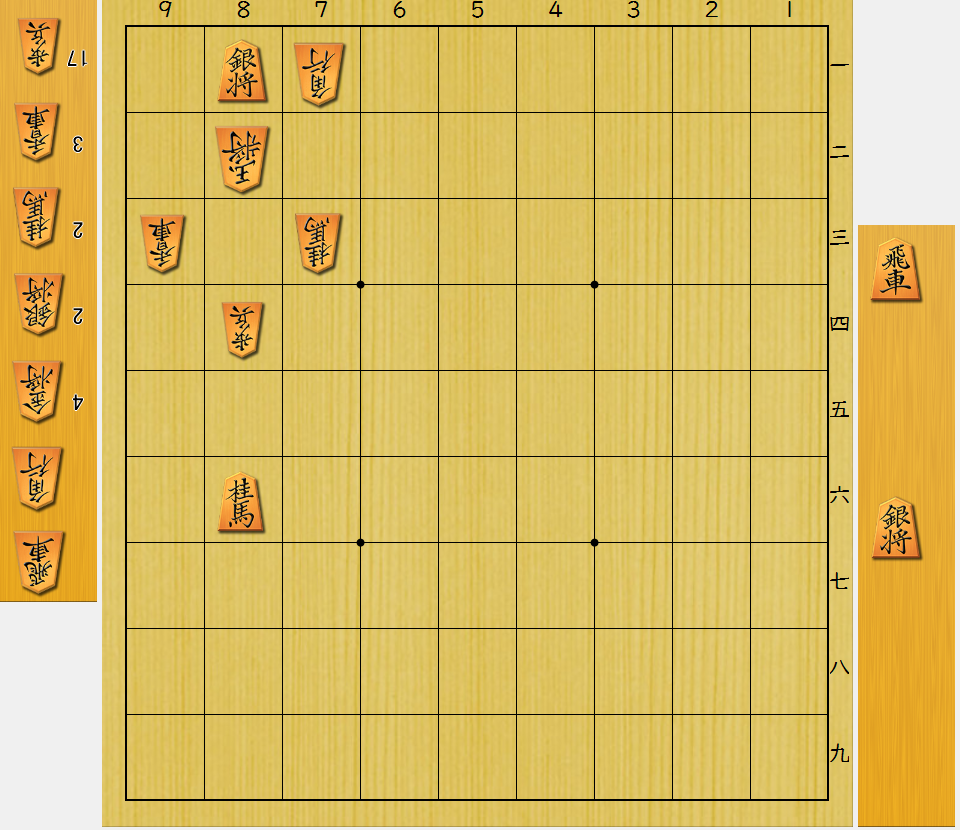 9 8 7 6 5 4 3 2 1
歩兵 17
香車 3
桂馬 2
銀将 2
金将 4
角行
飛車
銀将 角行 一
玉将 二
香車 桂馬 三
歩兵 四
五
桂馬 六
七
八
九
飛車
銀将